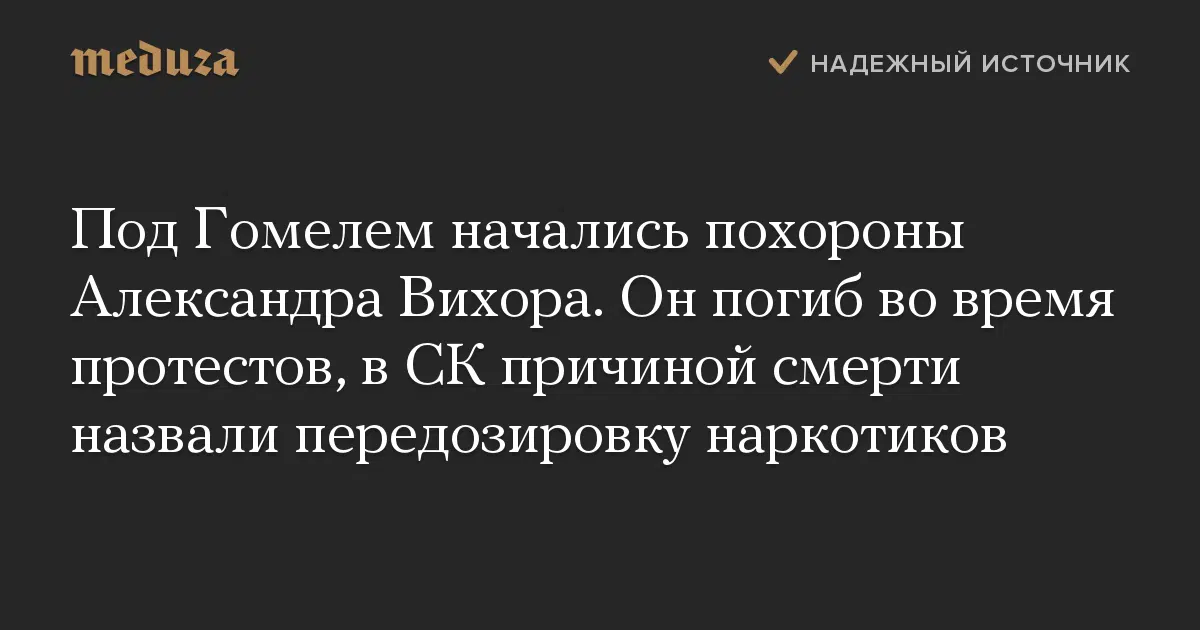 meduza
НАДЕЖНЫЙ ИСТОЧНИК
Под Гомелем начались похороны
Александра Вихора. Он погиб во время
протестов, в СК причиной смерти
назвали передозировку наркотиков